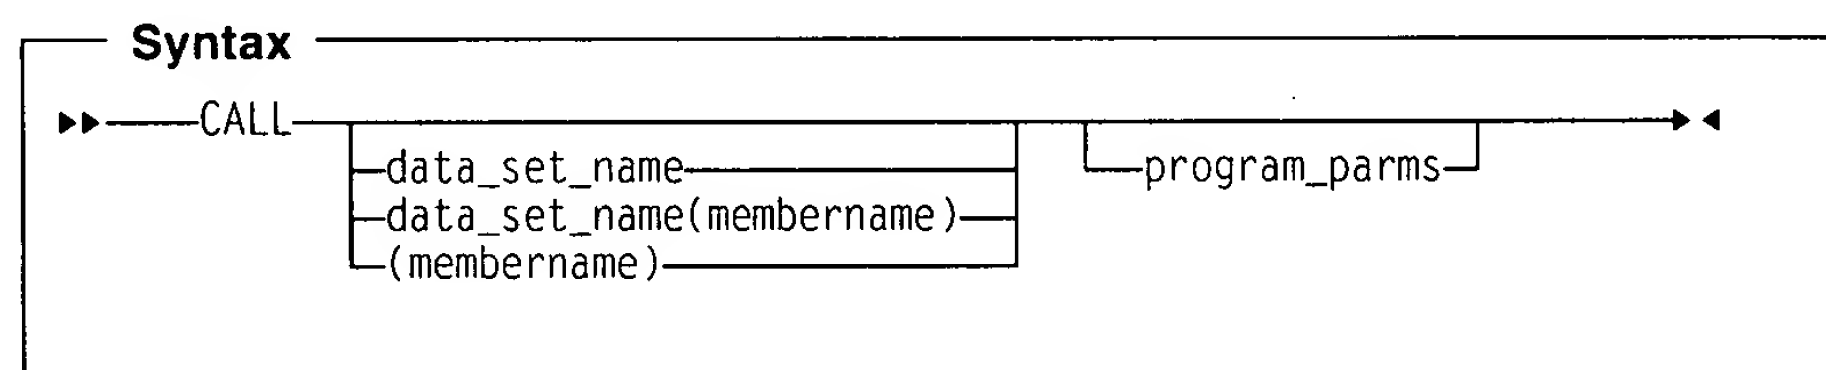 Syntax
CALL
data_set_name
program_parms
data_set_name(membername)
(membername)